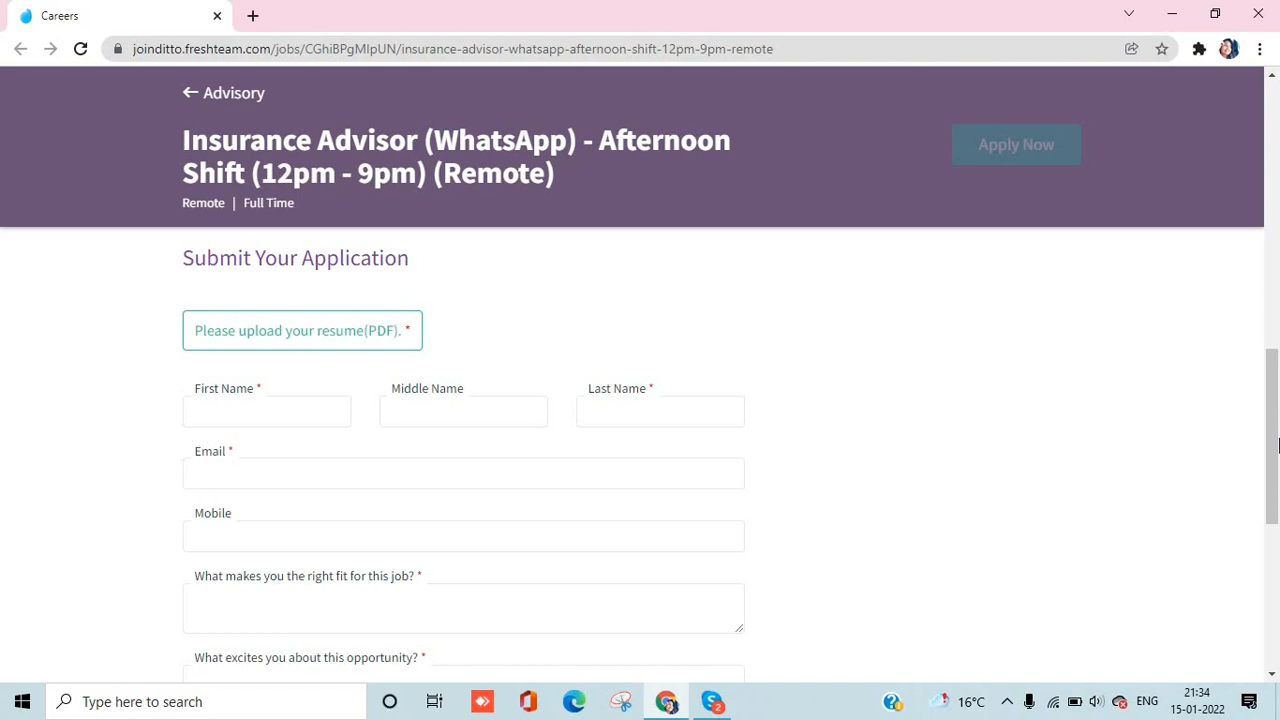 Careers
joinditto.freshteam.com/jobs/CGhiBPgMIpUN/insurance-advisor-whatsapp-afternoon-shift-12pm-9pm-remote
← Advisory
Insurance Advisor (WhatsApp) - Afternoon
Shift (12pm - 9pm) (Remote)
Apply Now
Remote | Full Time
Submit Your Application
Please upload your resume(PDF). *
First Name * Middle Name Last Name *
Email *
Mobile
What makes you the right fit for this job? *
What excites you about this opportunity? *
Type here to search
2
16°C
ENG
21:34
15-01-2022